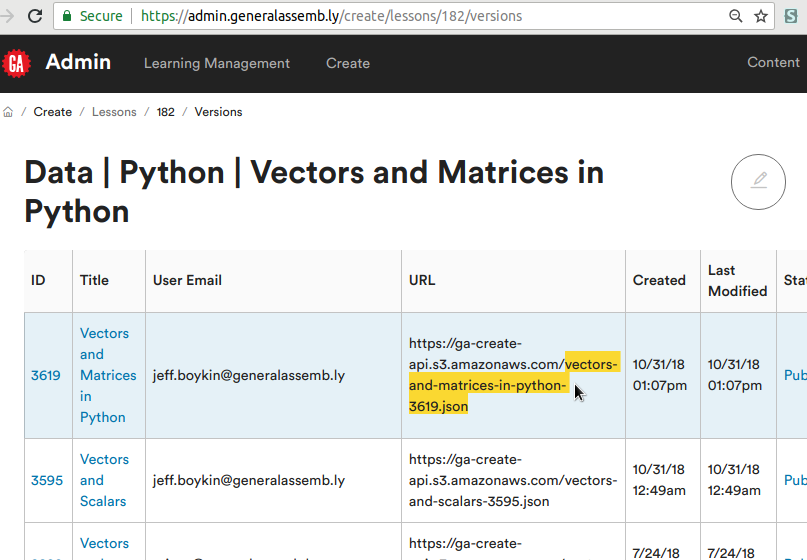 Secure https://admin.generalassemb.ly/create/lessons/182/versions
GA Admin Learning Management Create Content
/ Create / Lessons / 182 / Versions
Data | Python | Vectors and Matrices in
Python
ID Title User Email URL Created Last
Modified
3619
Vectors
and
Matrices
in
Python
jeff.boykin@generalassemb.ly
https://ga-create-
api.s3.amazonaws.com/vectors-
and-matrices-in-python-
3619.json
10/31/18
01:07pm
10/31/18
01:07pm
Pub
3595
Vectors
and
Scalars
jeff.boykin@generalassemb.ly
https://ga-create-
api.s3.amazonaws.com/vectors-
and-scalars-3595.json
10/31/18
12:49am
10/31/18
12:49am
Pub
Vectors
https://ga-create-
7/24/18
7/24/18